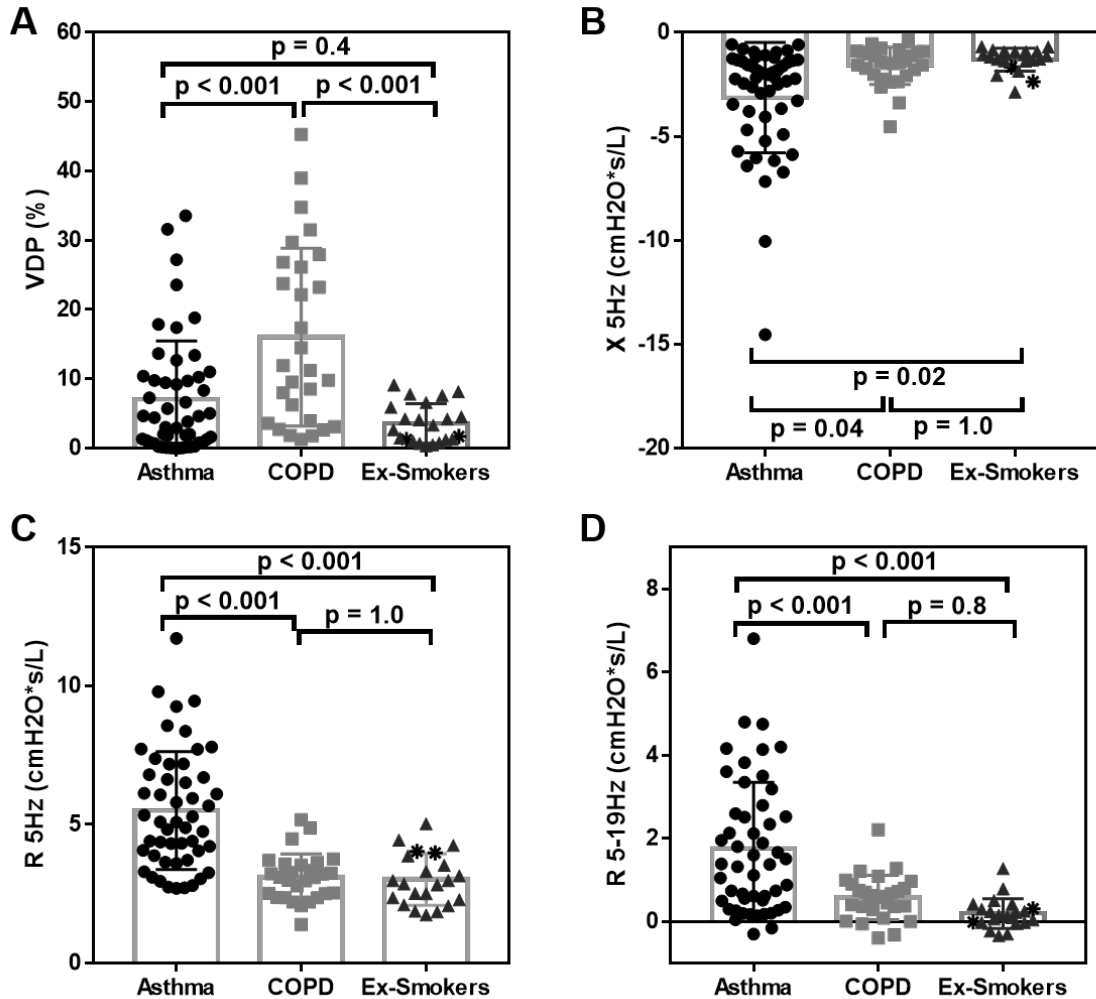 A
60
50
40
30
20
10
0
VDP (%)
p = 0.4
p < 0.001
p < 0.001
Asthma
COPD
Ex-Smokers
B
0
-5
-10
-15
-20
X 5Hz (cmH2O*s/L)
p = 0.02
p = 0.04
p = 1.0
Asthma
COPD
Ex-Smokers
C
15
10
5
0
R 5Hz (cmH2O*s/L)
p < 0.001
p < 0.001
p = 1.0
Asthma
COPD
Ex-Smokers
D
8
6
4
2
0
R 5-19Hz (cmH2O*s/L)
p < 0.001
p < 0.001
p = 0.8
Asthma
COPD
Ex-Smokers